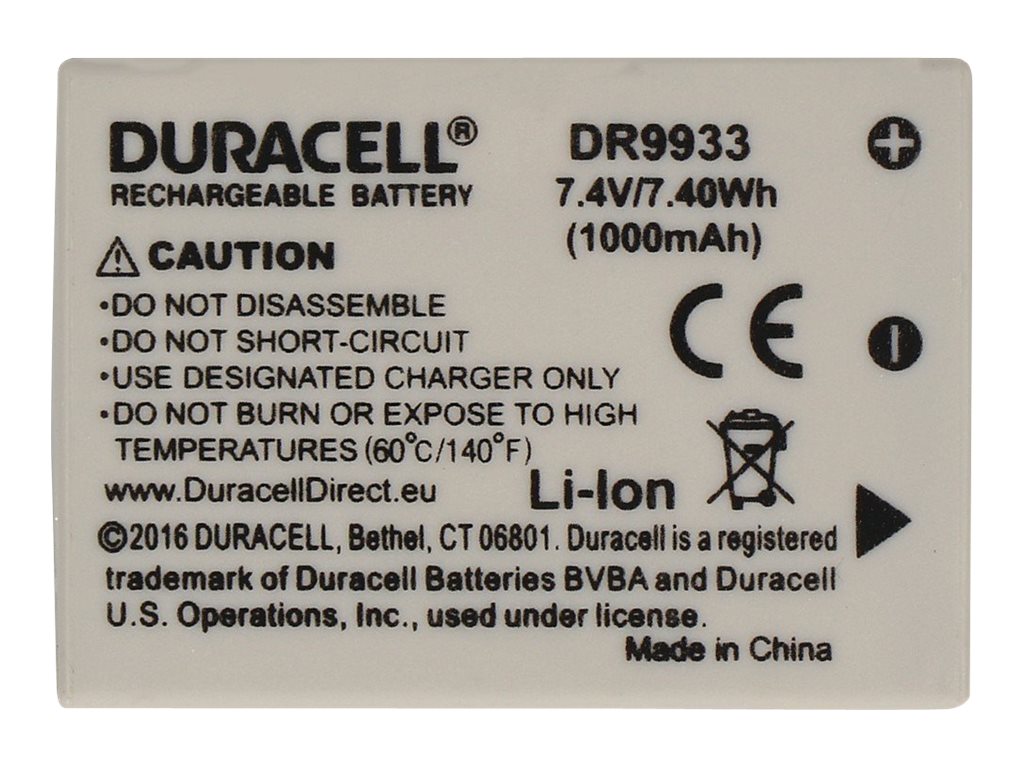 DURACELL®
RECHARGEABLE BATTERY
DR9933
7.4V/7.40Wh
(1000mAh)
⚠ CAUTION
•DO NOT DISASSEMBLE
•DO NOT SHORT-CIRCUIT
•USE DESIGNATED CHARGER ONLY
•DO NOT BURN OR EXPOSE TO HIGH
TEMPERATURES (60°C/140°F)
www.DuracellDirect.eu
CE
+
-
Li-Ion
©2016 DURACELL, Bethel, CT 06801. Duracell is a registered
trademark of Duracell Batteries BVBA and Duracell
U.S. Operations, Inc., used under license.
Made in China